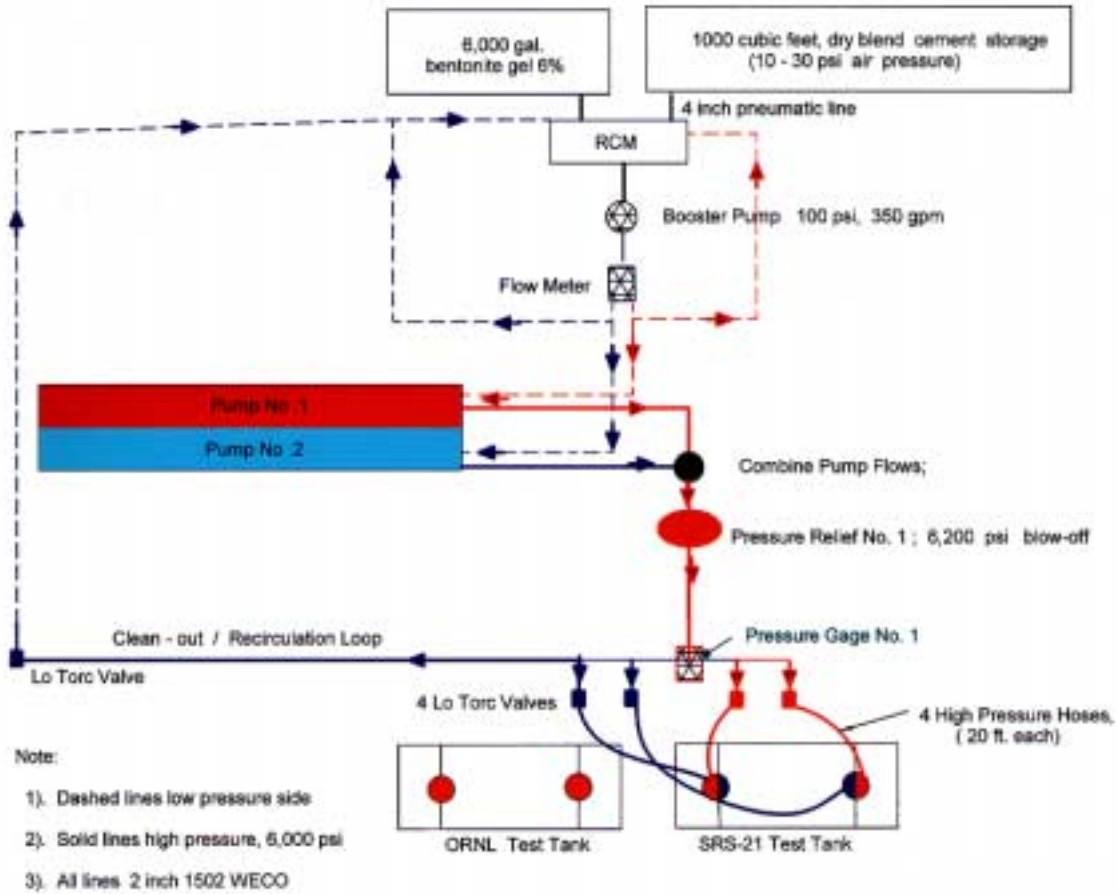 6,000 gal.
bentonite gel 6%
1000 cubic feet, dry blend cement storage
(10 - 30 psi air pressure)
4 inch pneumatic line
RCM
Booster Pump 100 psi, 350 gpm
Flow Meter
Pump No .1
Pump No .2
Combine Pump Flows;
Pressure Relief No. 1 ; 6,200 psi blow-off
Clean - out / Recirculation Loop
Pressure Gage No. 1
Lo Torc Valve
4 Lo Torc Valves
4 High Pressure Hoses,
( 20 ft. each)
Note:
1). Dashed lines low pressure side
2). Solid lines high pressure, 6,000 psi
3). All lines 2 inch 1502 WECO
ORNL Test Tank
SRS-21 Test Tank